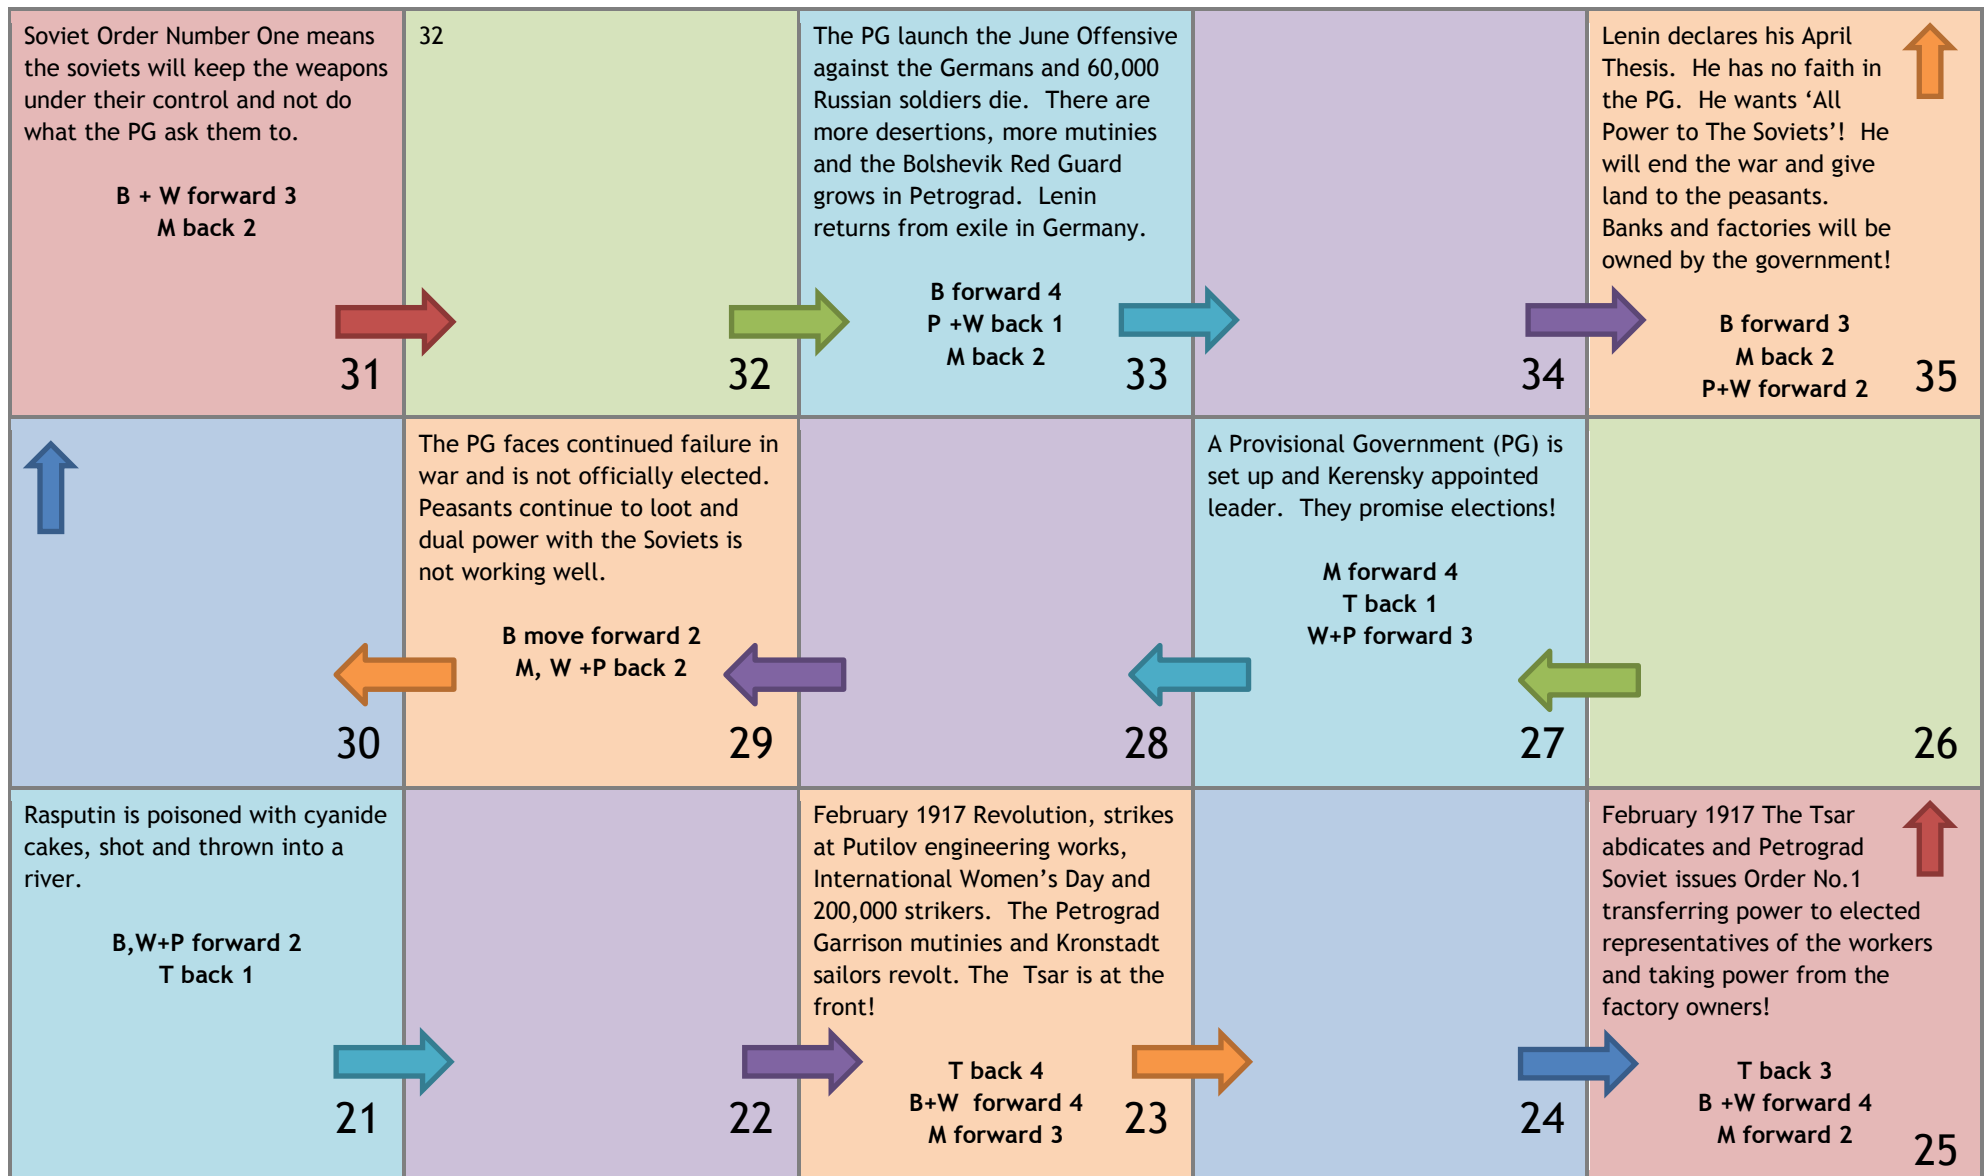 Soviet Order Number One means
the soviets will keep the weapons
under their control and not do
what the PG ask them to.
B + W forward 3
M back 2
31
32
32
The PG launch the June Offensive
against the Germans and 60,000
Russian soldiers die. There are
more desertions, more mutinies
and the Bolshevik Red Guard
grows in Petrograd. Lenin
returns from exile in Germany.
B forward 4
P +W back 1
M back 2
33
34
Lenin declares his April
Thesis. He has no faith in
the PG. He wants ‘All
Power to The Soviets’! He
will end the war and give
land to the peasants.
Banks and factories will be
owned by the government!
B forward 3
M back 2
P+W forward 2
35
30
The PG faces continued failure in
war and is not officially elected.
Peasants continue to loot and
dual power with the Soviets is
not working well.
B move forward 2
M, W +P back 2
29
28
A Provisional Government (PG) is
set up and Kerensky appointed
leader. They promise elections!
M forward 4
T back 1
W+P forward 3
27
26
Rasputin is poisoned with cyanide
cakes, shot and thrown into a
river.
B,W+P forward 2
T back 1
21
22
February 1917 Revolution, strikes
at Putilov engineering works,
International Women’s Day and
200,000 strikers. The Petrograd
Garrison mutinies and Kronstadt
sailors revolt. The Tsar is at the
front!
T back 4
B+W forward 4
M forward 3
23
24
February 1917 The Tsar
abdicates and Petrograd
Soviet issues Order No.1
transferring power to elected
representatives of the workers
and taking power from the
factory owners!
T back 3
B +W forward 4
M forward 2
25